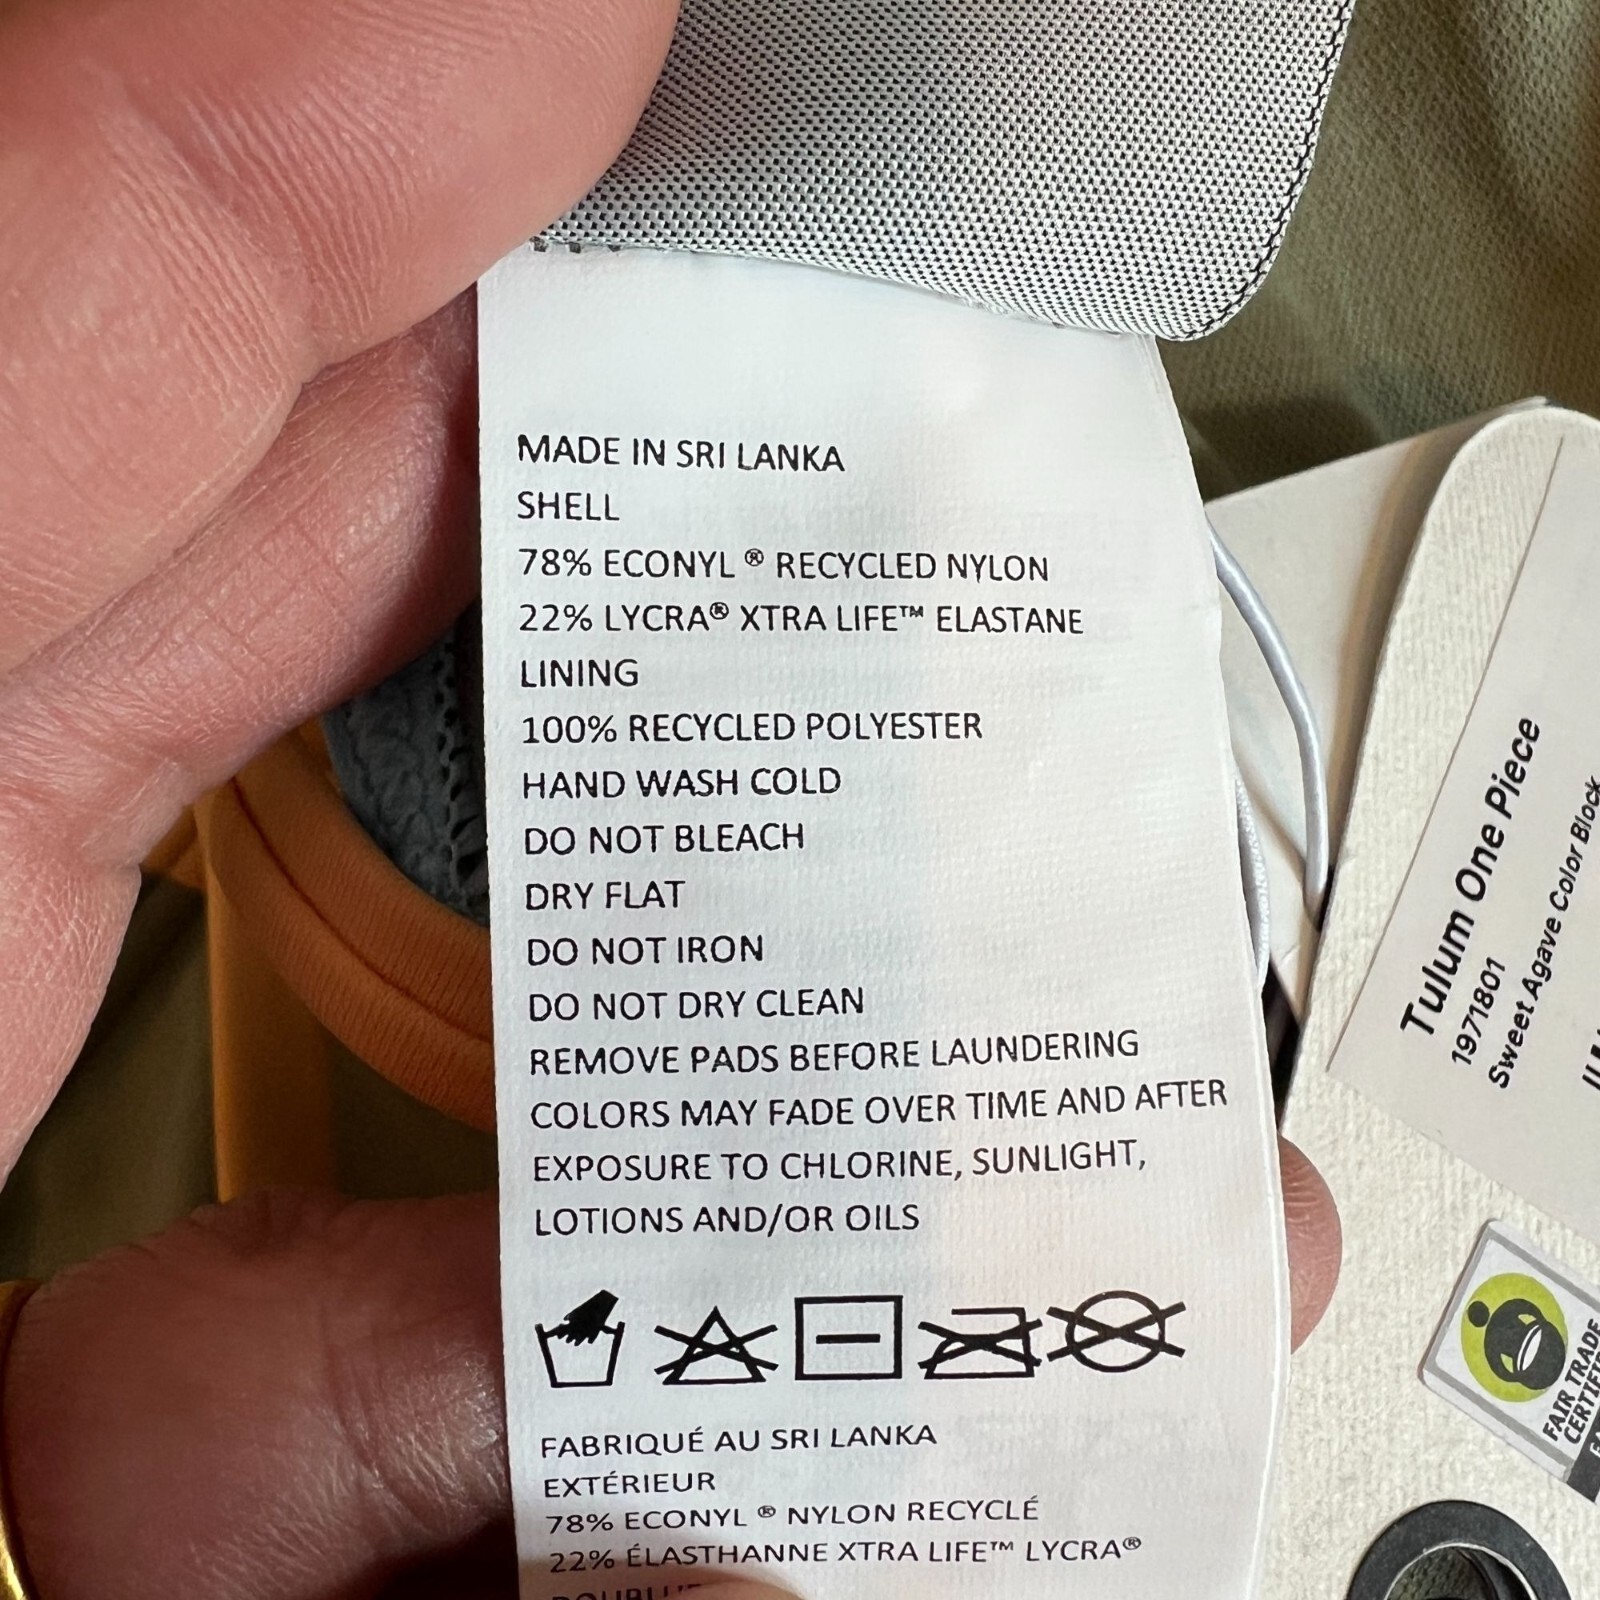 MADE IN SRI LANKA
SHELL
78% ECONYL ® RECYCLED NYLON
22% LYCRA® XTRA LIFE™ ELASTANE
LINING
100% RECYCLED POLYESTER
HAND WASH COLD
DO NOT BLEACH
DRY FLAT
DO NOT IRON
DO NOT DRY CLEAN
REMOVE PADS BEFORE LAUNDERING
COLORS MAY FADE OVER TIME AND AFTER
EXPOSURE TO CHLORINE, SUNLIGHT,
LOTIONS AND/OR OILS
FABRIQUÉ AU SRI LANKA
EXTÉRIEUR
78% ECONYL ® NYLON RECYCLÉ
22% ÉLASTHANNE XTRA LIFE™ LYCRA®
Tulum One Piece
1971801
Sweet Agave Color Block
FAIR TRADE